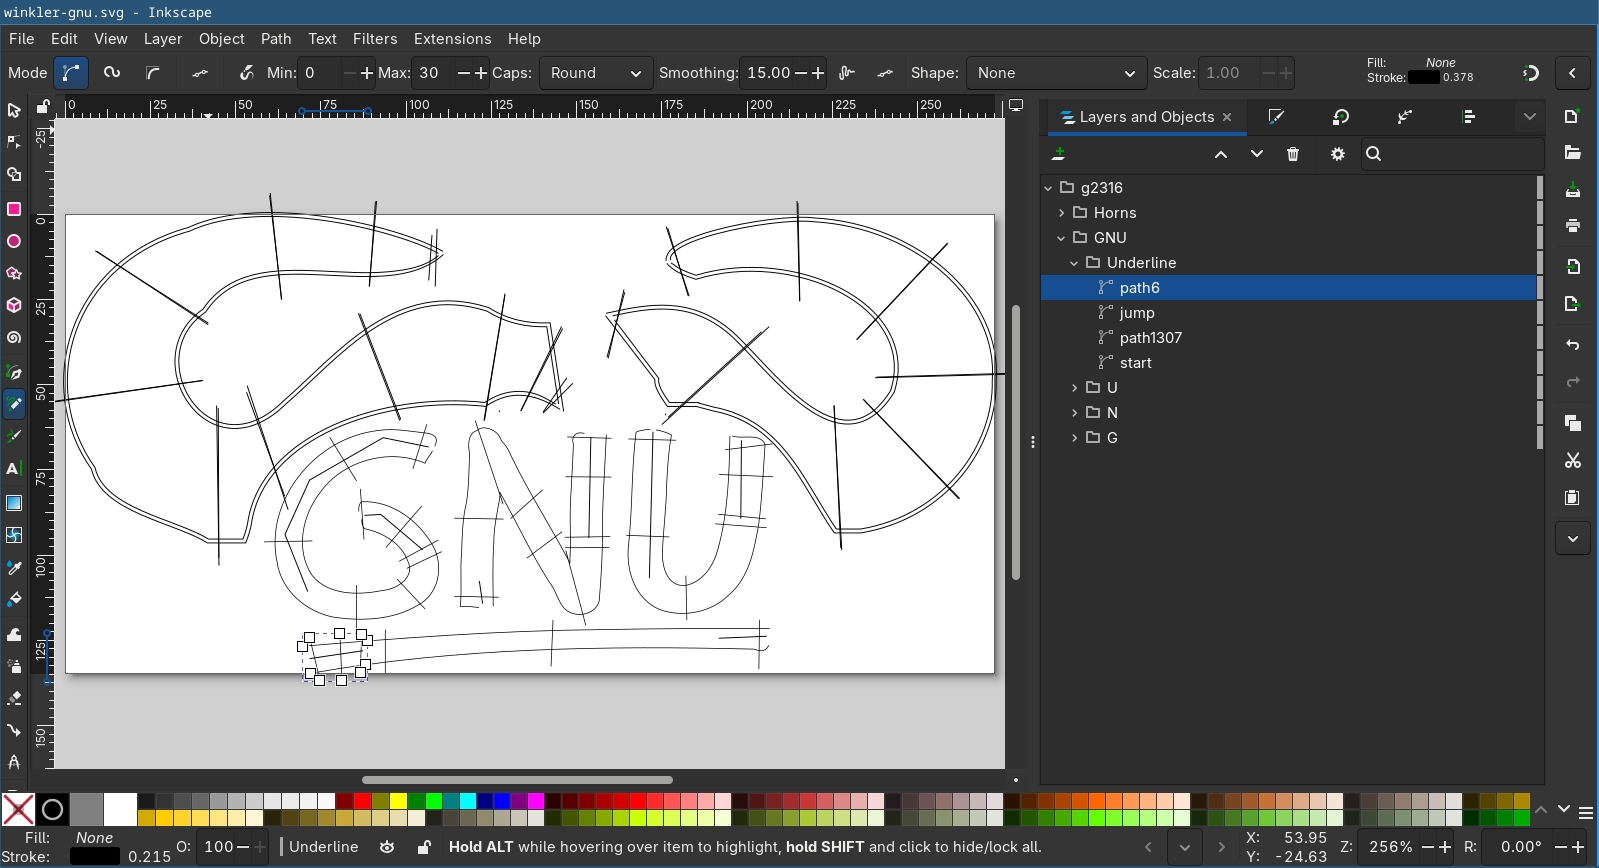 winkler-gnu.svg - Inkscape
File Edit View Layer Object Path Text Filters Extensions Help
Mode Min: 0 Max: 30 Caps: Round Smoothing: 15.00 Shape: None Scale: 1.00 Fill: None
Stroke: 0.378
0 25 50 75 100 125 150 175 200 225 250
-25
0
25
50
75
100
125
150
Layers and Objects
g2316
Horns
GNU
Underline
path6
jump
path1307
start
U
N
G
GNU
Fill: None O: 100 Underline Hold ALT while hovering over item to highlight, hold SHIFT and click to hide/lock all. X: 53.95 Z: 256% R: 0.00°
Stroke: 0.215 Y: -24.63